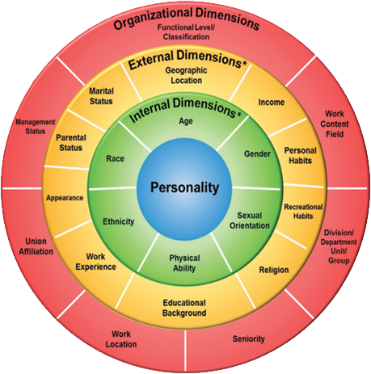 Organizational Dimensions
Functional Level/
Classification
External Dimensions*
Geographic
Location
Marital
Status
Income
Internal Dimensions*
Age
Management
Status
Work
Content
Field
Parental
Status
Personal
Habits
Race
Gender
Personality
Appearance
Recreational
Habits
Ethnicity
Sexual
Orientation
Union
Affiliation
Division/
Department
Unit/
Group
Work
Experience
Physical
Ability
Religion
Educational
Background
Work
Location
Seniority